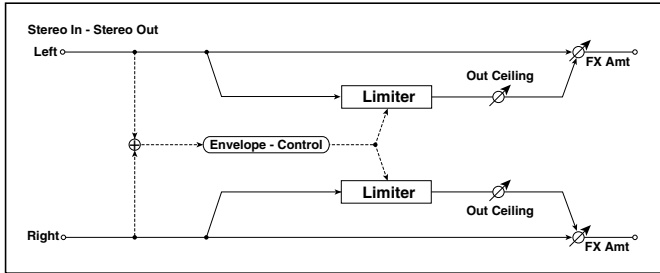 Stereo In - Stereo Out
Left
FX Amt
Out Ceiling
Limiter
Envelope - Control
Limiter
Out Ceiling
Right
FX Amt